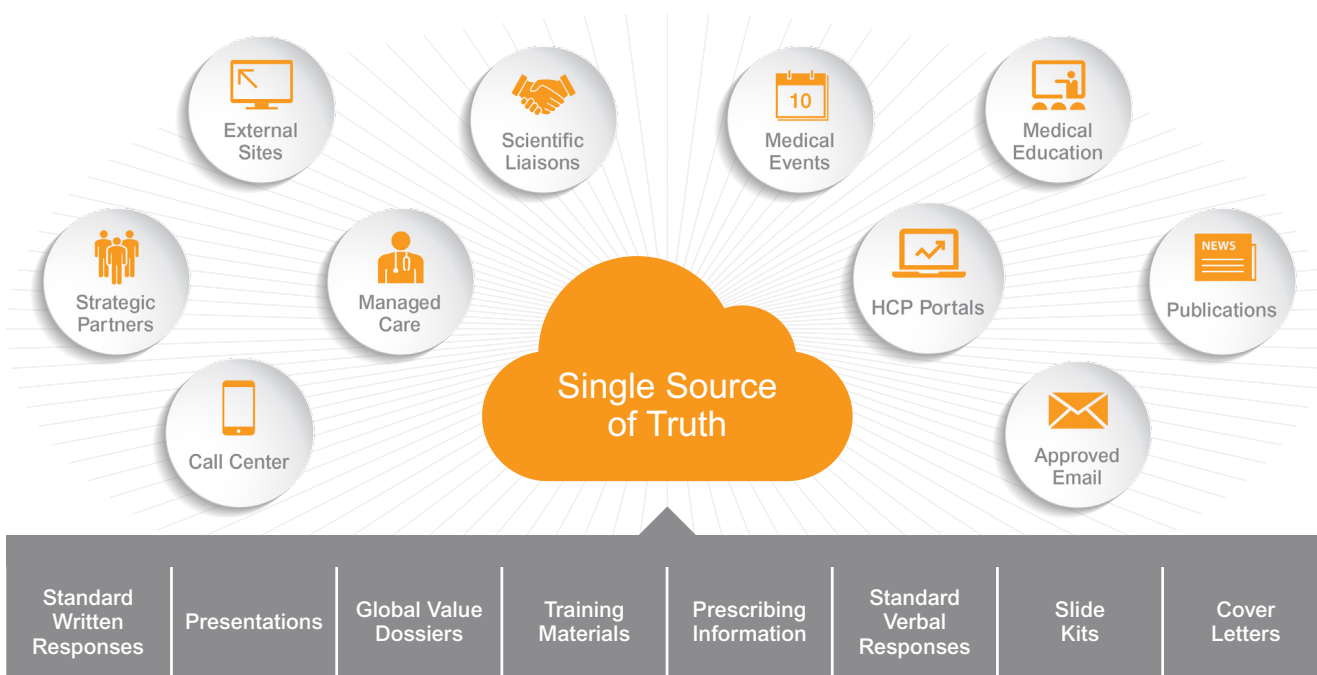 External
Sites
Scientific
Liaisons
10
Medical
Events
Medical
Education
Strategic
Partners
Managed
Care
HCP Portals
NEWS
Publications
Single Source
of Truth
Call Center
Approved
Email
Standard
Written
Responses
Presentations
Global Value
Dossiers
Training
Materials
Prescribing
Information
Standard
Verbal
Responses
Slide
Kits
Cover
Letters